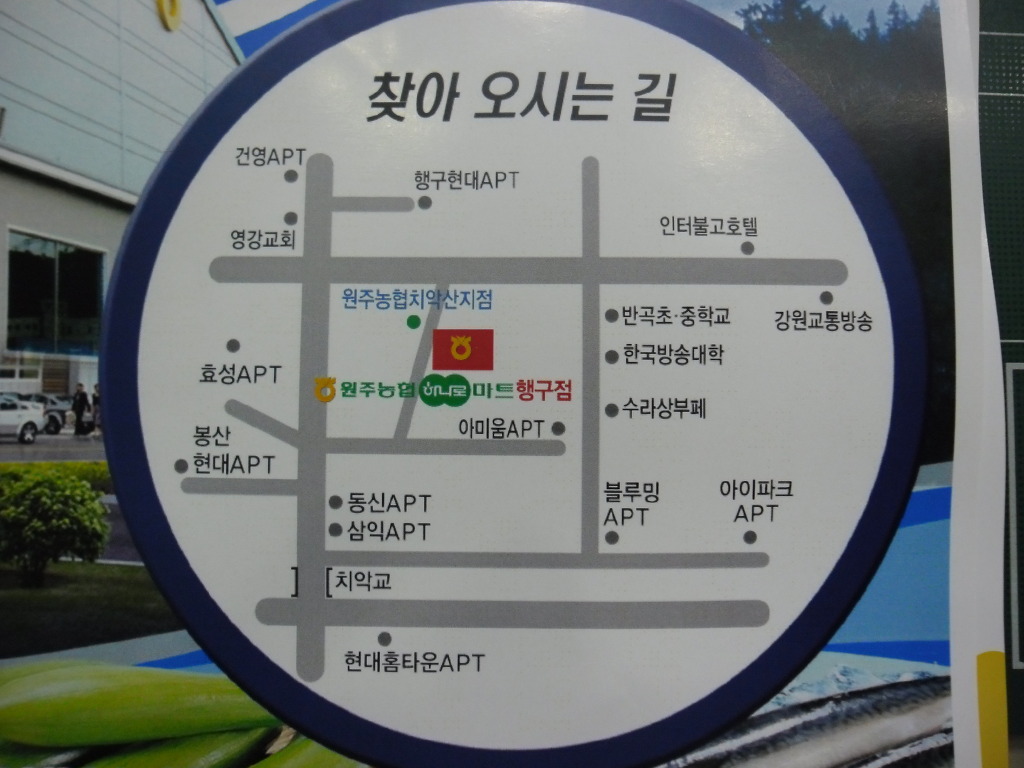 찾아 오시는 길
건영APT
행구현대APT
영강교회
인터불고호텔
원주농협치악산지점
반곡초·중학교
강원교통방송
한국방송대학
효성APT
원주농협 하나로 마트 행구점
수라상부페
아미움APT
봉산
현대APT
동신APT
삼익APT
블루밍
APT
아이파크
APT
치악교
현대홈타운APT